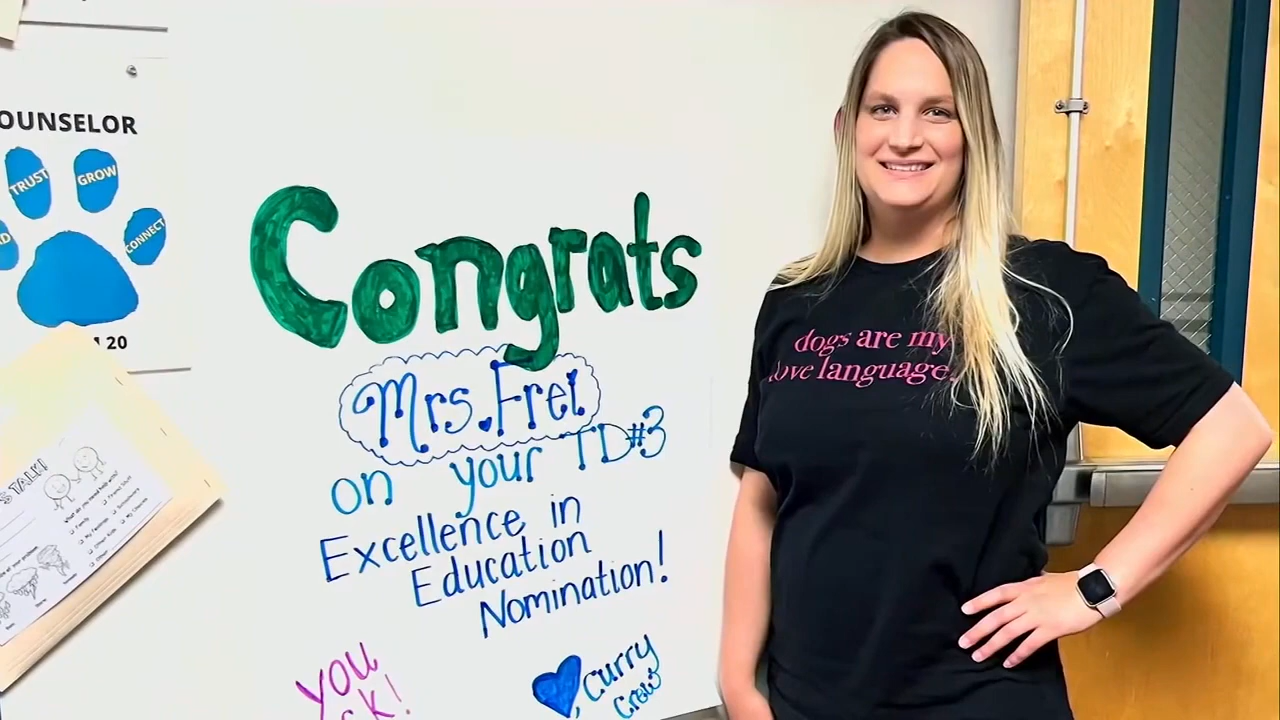 OUNSELOR
TRUST
GROW
CONNECT
20
Congrats
Mrs. Frei
on your TD#3
Excellence in
Education
Nomination!
you
Curry
Crew
dogs are my
love language.
S TALK!